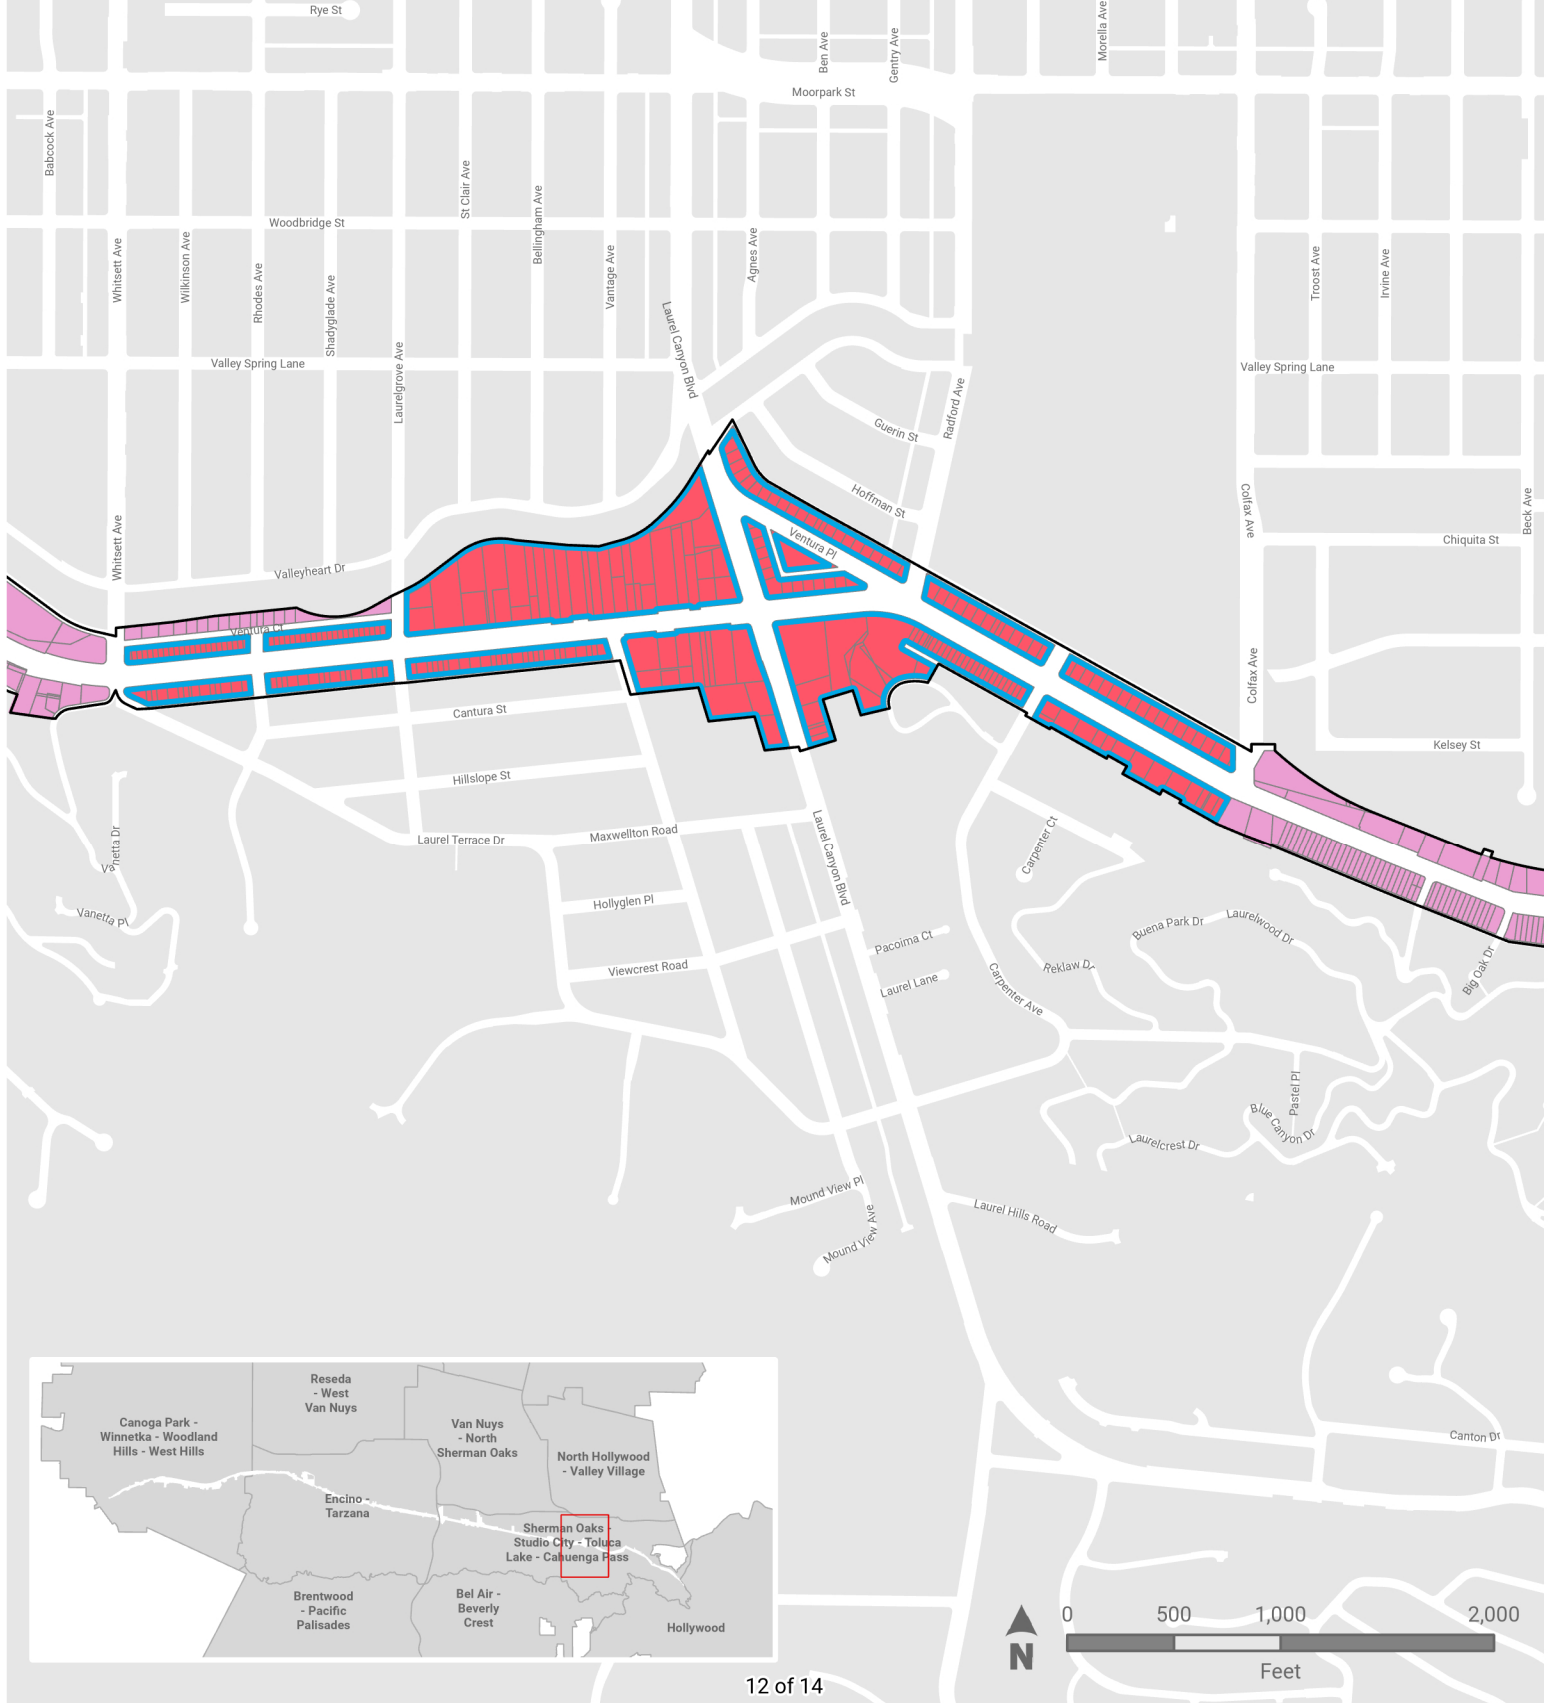 Rye St
Ben Ave
Gentry Ave
Morella Ave
Moorpark St
Babcock Ave
St Clair Ave
Bellingham Ave
Woodbridge St
Whitsett Ave
Wilkinson Ave
Rhodes Ave
Shadyglade Ave
Vantage Ave
Agnes Ave
Troost Ave
Irvine Ave
Laurel Canyon Blvd
Valley Spring Lane
Laurelgrove Ave
Valley Spring Lane
Radford Ave
Guerin St
Hoffman St
Colfax Ave
Beck Ave
Whitsett Ave
Ventura Pl
Chiquita St
Valleyheart Dr
Ventura Ct
Colfax Ave
Cantura St
Kelsey St
Hillslope St
Vanetta Dr
Laurel Terrace Dr
Maxwellton Road
Laurel Canyon Blvd
Carpenter Ct
Vanetta Pl
Hollyglen Pl
Pacoima Ct
Buena Park Dr
Laurelwood Dr
Viewcrest Road
Laurel Lane
Carpenter Ave
Reklaw Dr
Big Oak Dr
Pastel Pl
Blue Canyon Dr
Laurelcrest Dr
Mound View Pl
Mound View Ave
Laurel Hills Road
Canton Dr
Reseda
- West
Van Nuys
Canoga Park -
Winnetka - Woodland
Hills - West Hills
Van Nuys
- North
Sherman Oaks
North Hollywood
- Valley Village
Encino -
Tarzana
Sherman Oaks -
Studio City - Toluca
Lake - Cahuenga Pass
Brentwood
- Pacific
Palisades
Bel Air -
Beverly
Crest
Hollywood
N
0 500 1,000 2,000
Feet
12 of 14